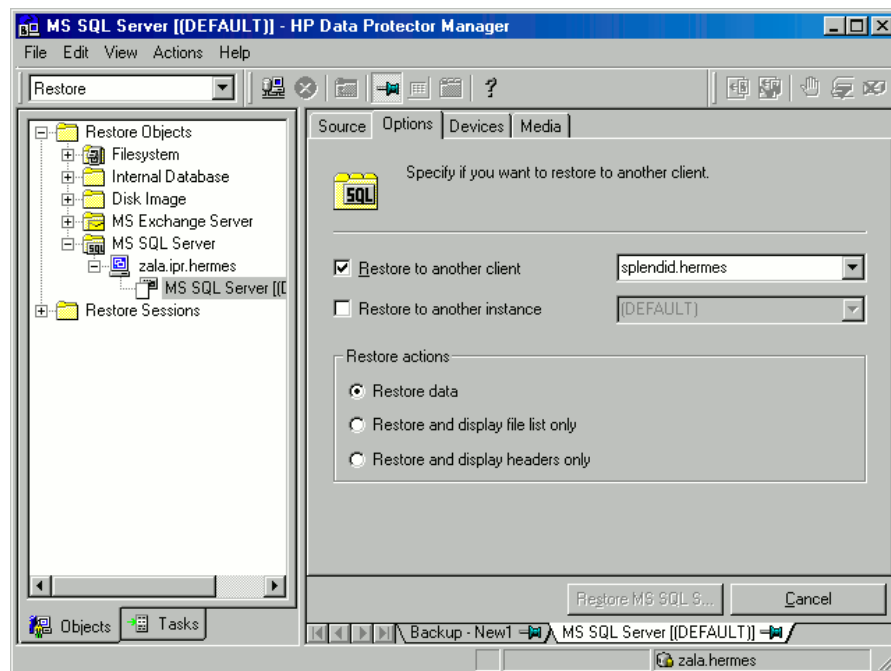 MS SQL Server [(DEFAULT)] - HP Data Protector Manager
File Edit View Actions Help
Restore
?
Restore Objects
Filesystem
Internal Database
Disk Image
MS Exchange Server
MS SQL Server
zala.ipr.hermes
MS SQL Server [(D
Restore Sessions
Objects
Tasks
Source Options Devices Media
SQL
Specify if you want to restore to another client.
Restore to another client splendid.hermes
Restore to another instance (DEFAULT)
Restore actions
Restore data
Restore and display file list only
Restore and display headers only
Restore MS SQL S... Cancel
Backup - New1 MS SQL Server [(DEFAULT)]
zala.hermes